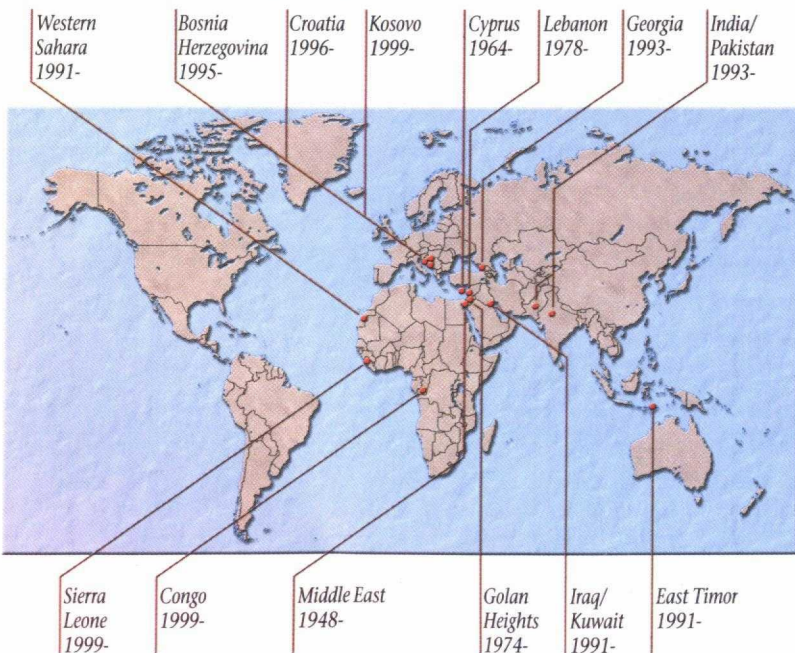 Western
Sahara
1991-
Bosnia
Herzegovina
1995-
Croatia
1996-
Kosovo
1999-
Cyprus
1964-
Lebanon
1978-
Georgia
1993-
India/
Pakistan
1993-
Sierra
Leone
1999-
Congo
1999-
Middle East
1948-
Golan
Heights
1974-
Iraq/
Kuwait
1991-
East Timor
1991-